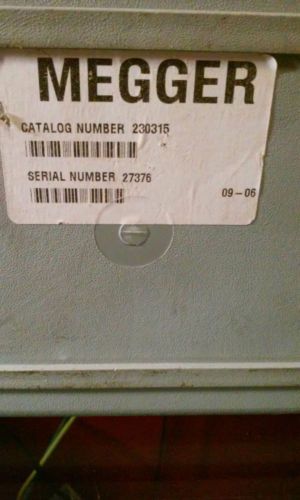 MEGGER
CATALOG NUMBER 230315
SERIAL NUMBER 27376
09-06